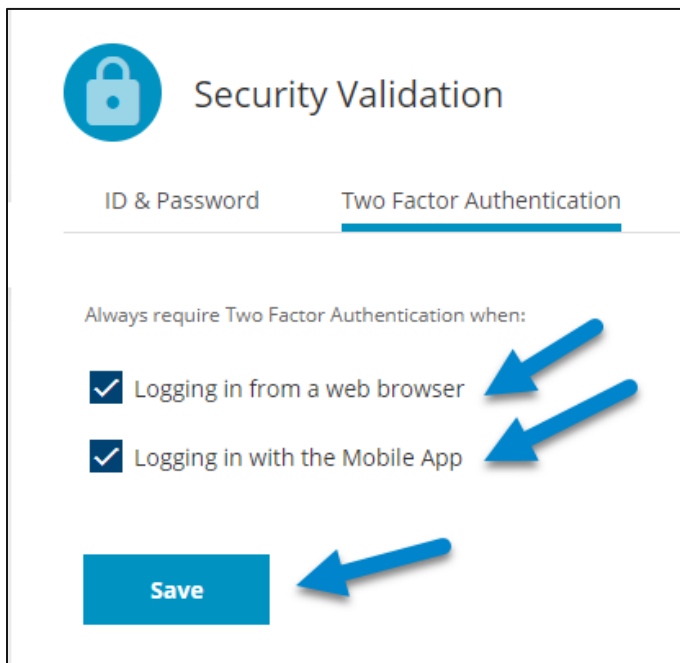 Security Validation
ID & Password Two Factor Authentication
Always require Two Factor Authentication when:
Logging in from a web browser
Logging in with the Mobile App
Save